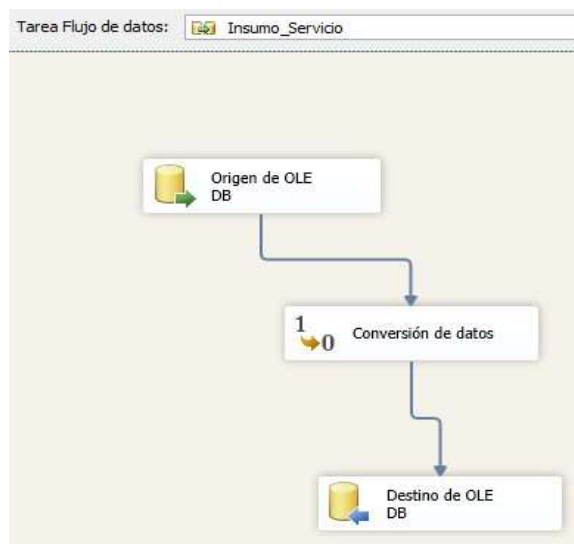 Tarea Flujo de datos: Insumo_Servicio
Origen de OLE
DB
1
0
Conversión de datos
Destino de OLE
DB